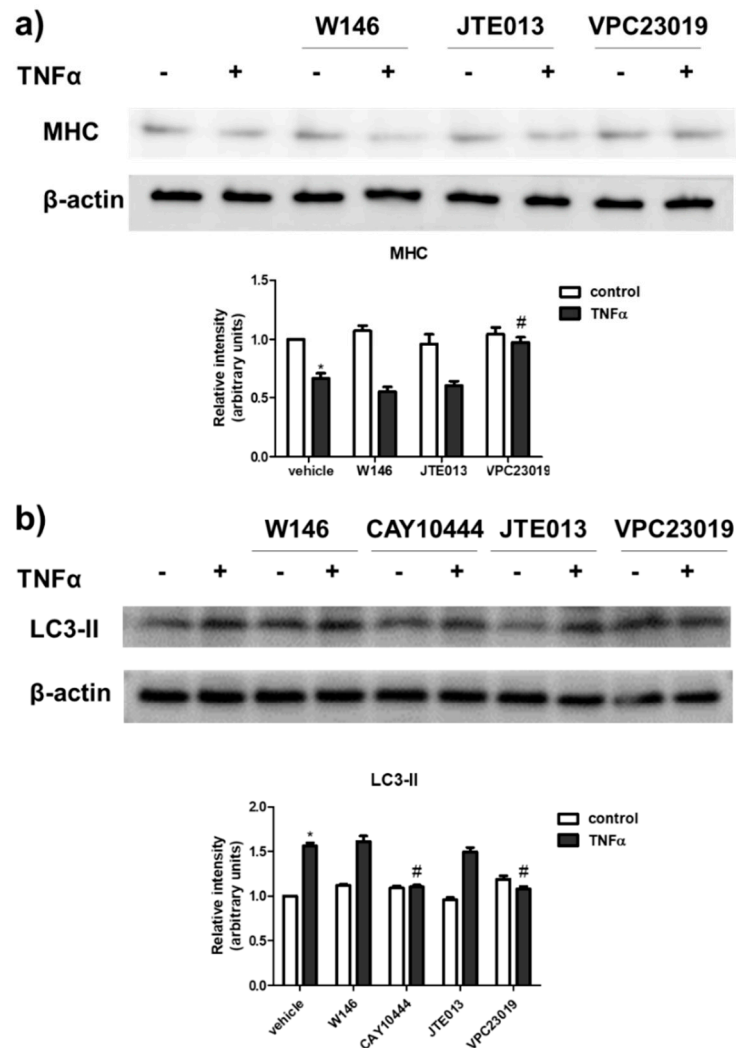 a)
W146 JTE013 VPC23019
TNFα - + - + - + - +
MHC
β-actin
MHC
control
TNFα
Relative intensity
(arbitrary units)
1.5
1.0
0.5
0.0
*
#
vehicle W146 JTE013 VPC23019
b)
W146 CAY10444 JTE013 VPC23019
TNFα - + - + - + - + - +
LC3-II
β-actin
LC3-II
control
TNFα
Relative intensity
(arbitrary units)
2.0
1.5
1.0
0.5
0.0
*
#
#
vehicle W146 CAY10444 JTE013 VPC23019